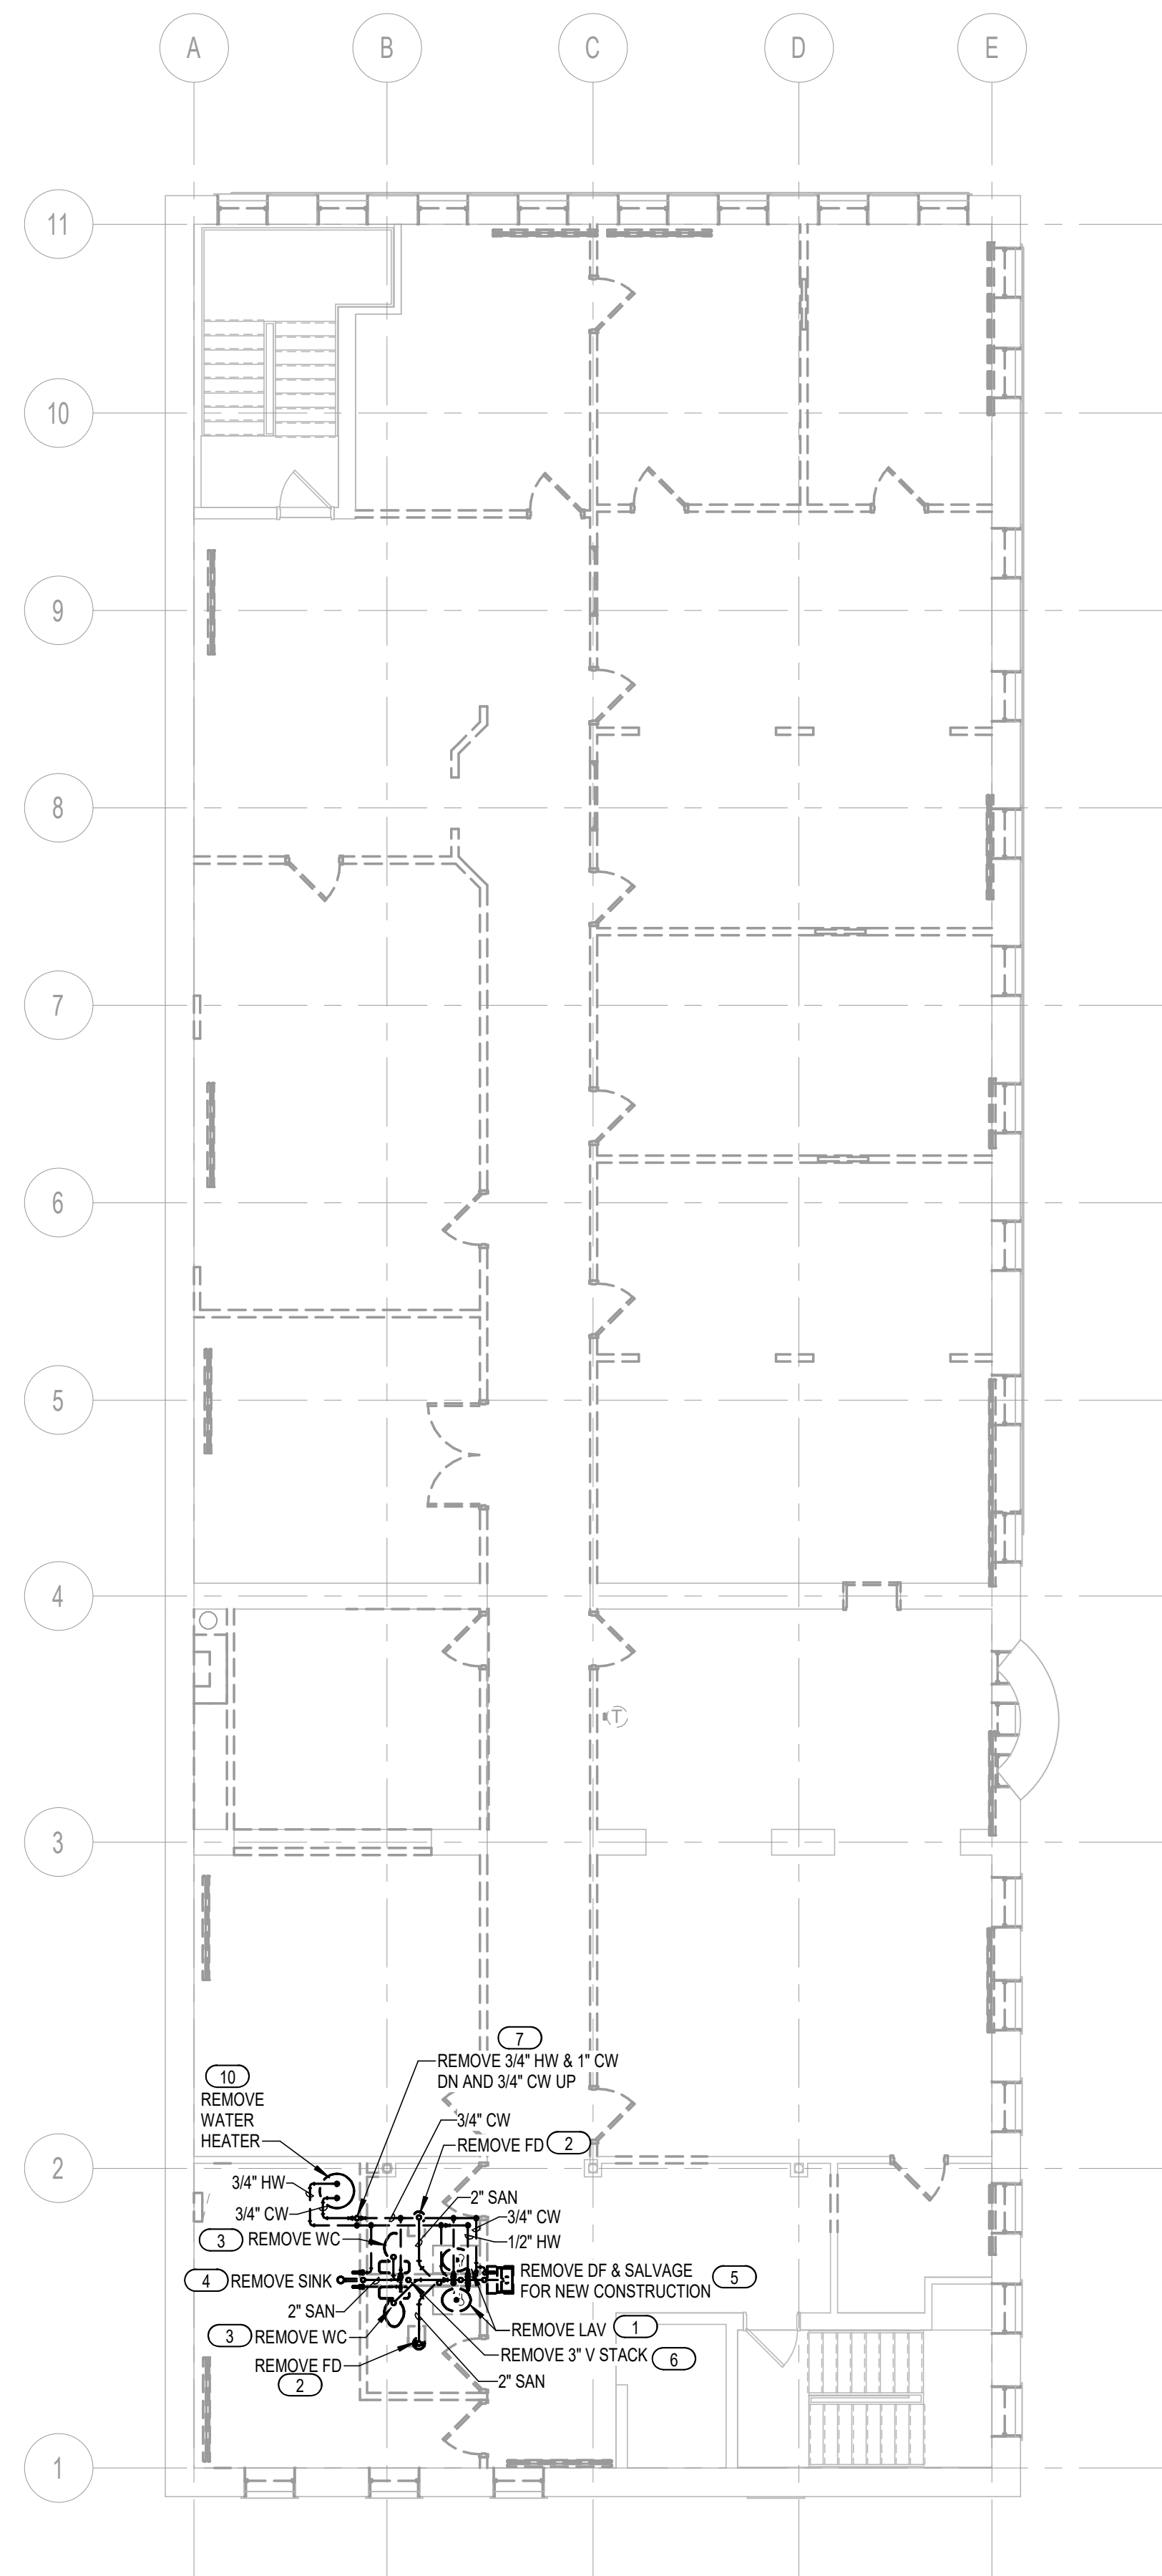 A B C D E
11
10
9
8
7
6
5
4
T
3
7
REMOVE 3/4" HW & 1" CW
DN AND 3/4" CW UP
10
REMOVE
WATER
HEATER
3/4" CW
REMOVE FD 2
2
3/4" HW
2" SAN
3/4" CW
3/4" CW
1/2" HW
3 REMOVE WC
REMOVE DF & SALVAGE
FOR NEW CONSTRUCTION 5
4 REMOVE SINK
2" SAN
REMOVE LAV 1
3 REMOVE WC
REMOVE 3" V STACK 6
REMOVE FD
2
2" SAN
1